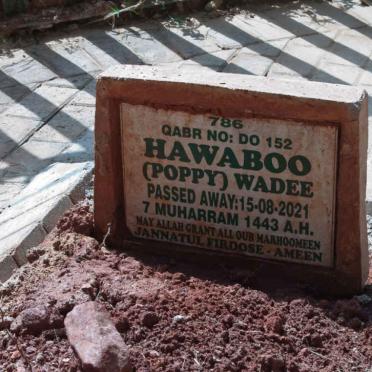 786
QABR NO: DO 152
HAWABOO
(POPPY) WADEE
PASSED AWAY:15-08-2021
7 MUHARRAM 1443 A.H.
MAY ALLAH GRANT ALL OUR MARHOOMEEN
JANNATUL FIRDOSE - AMEEN